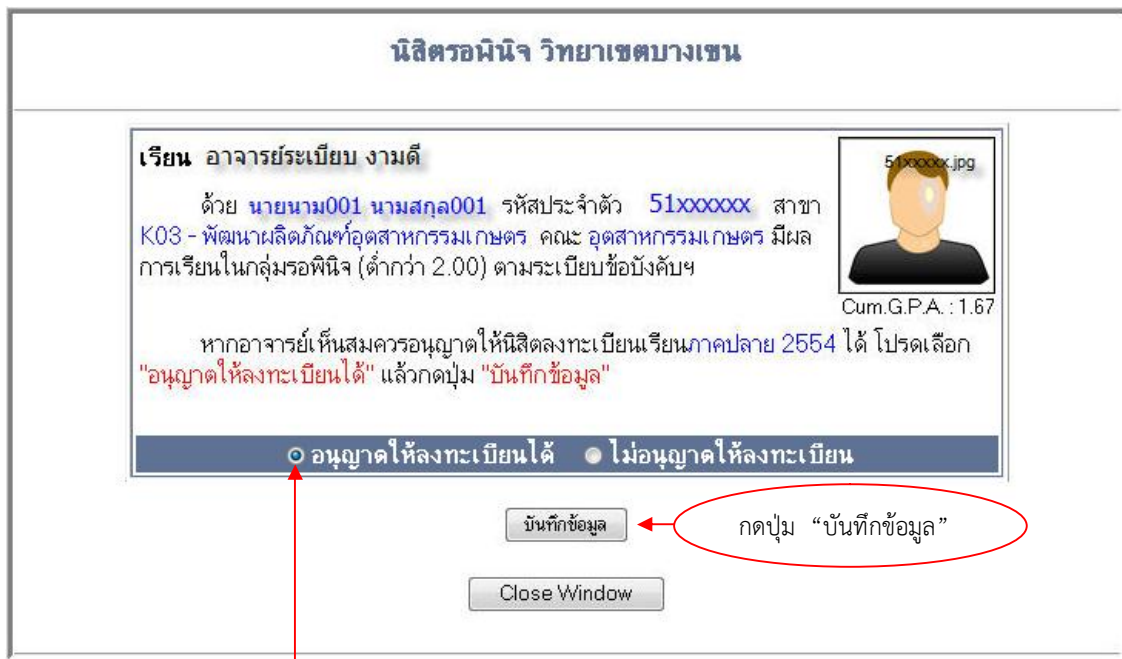 นิสิตรอพินิจ วิทยาเขตบางเขน
เรียน อาจารย์ระเบียบ งามดี
51xxxxx.jpg
ด้วย นายนาม001 นามสกุล001 รหัสประจำตัว 51xxxxxx สาขา
K03 - พัฒนาผลิตภัณฑ์อุตสาหกรรมเกษตร คณะ อุตสาหกรรมเกษตร มีผล
การเรียนในกลุ่มรอพินิจ (ต่ำกว่า 2.00) ตามระเบียบข้อบังคับฯ
Cum.G.P.A. : 1.67
หากอาจารย์เห็นสมควรอนุญาตให้นิสิตลงทะเบียนเรียนภาคปลาย 2554 ได้ โปรดเลือก
"อนุญาตให้ลงทะเบียนได้" แล้วกดปุ่ม "บันทึกข้อมูล"
อนุญาตให้ลงทะเบียนได้ ไม่อนุญาตให้ลงทะเบียน
บันทึกข้อมูล
กดปุ่ม “บันทึกข้อมูล”
Close Window